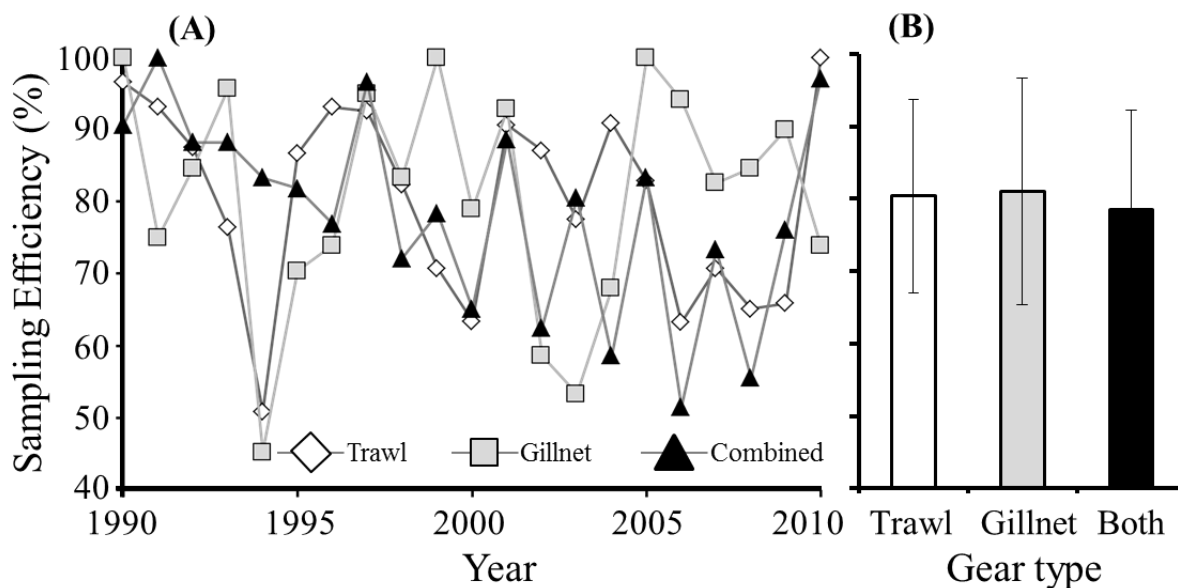 (A)
(B)
Sampling Efficiency (%)
100
90
80
70
60
50
40
Trawl
Gillnet
Combined
1990
1995
2000
2005
2010
Year
Trawl
Gillnet
Both
Gear type